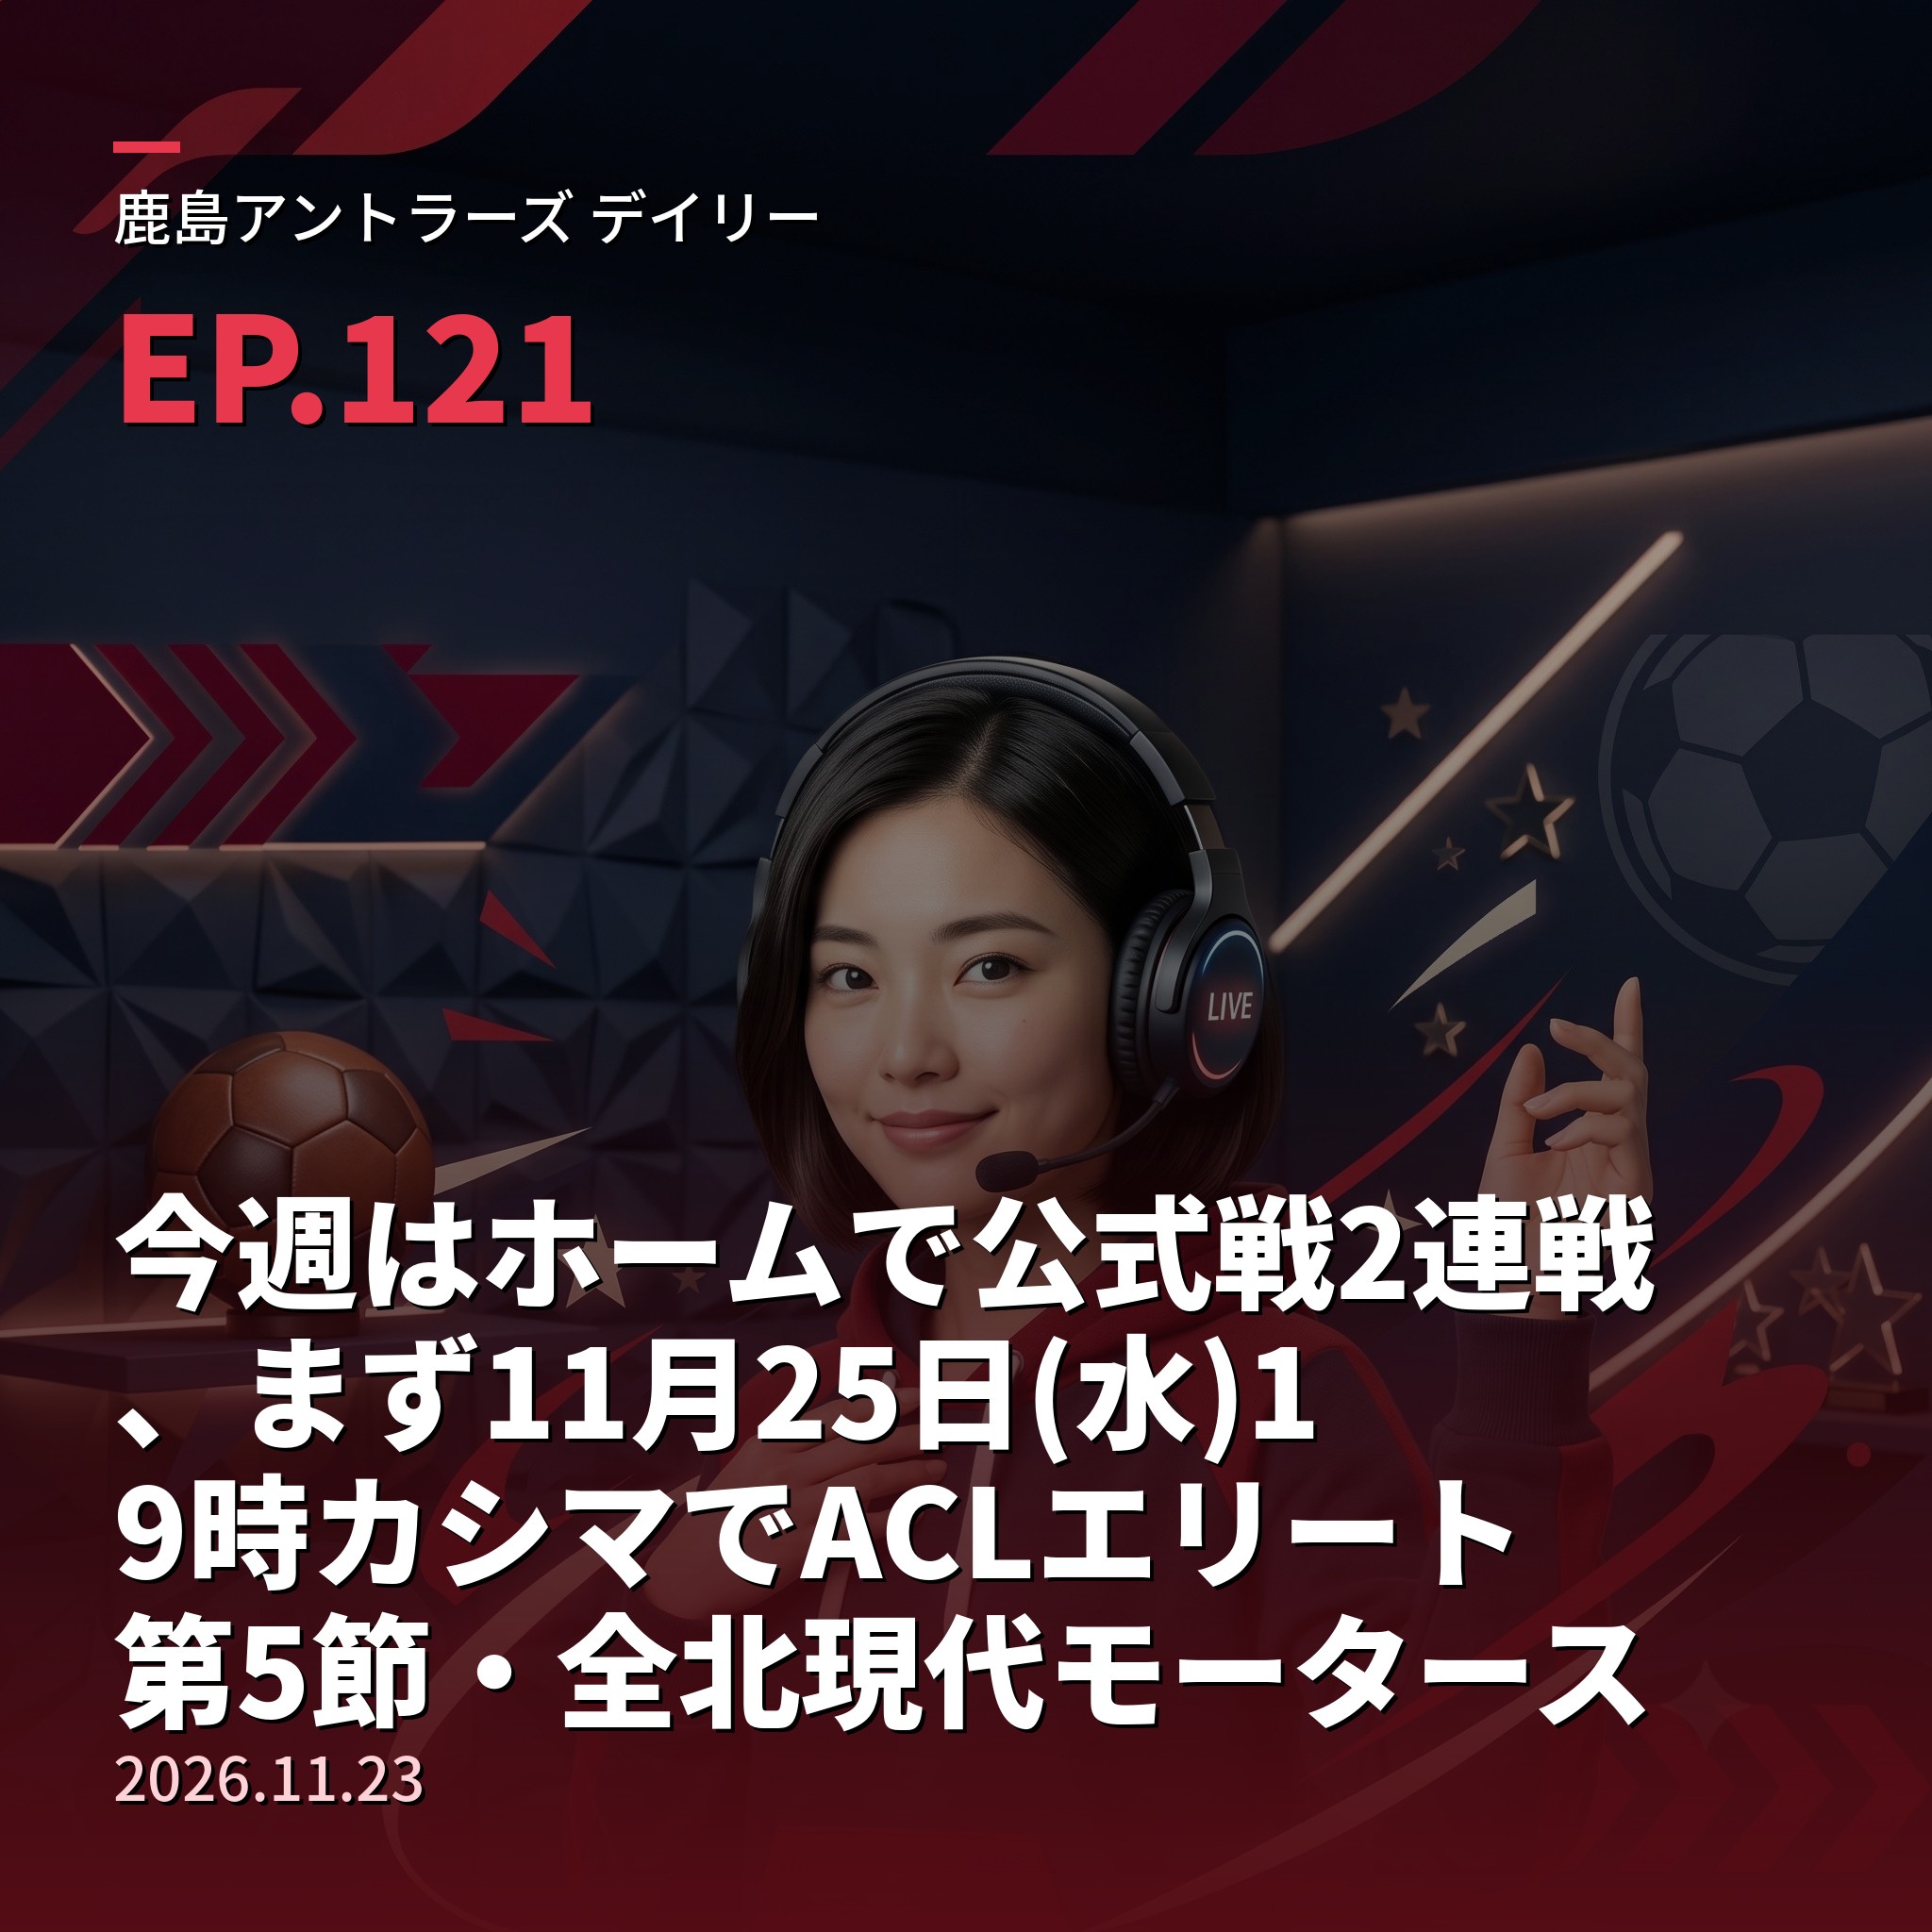 鹿島アントラーズ デイリー
EP.121
LIVE
今週はホームで公式戦2連戦
、まず11月25日(水)1
9時カシマでACLエリート
第5節・全北現代モータース
2026.11.23